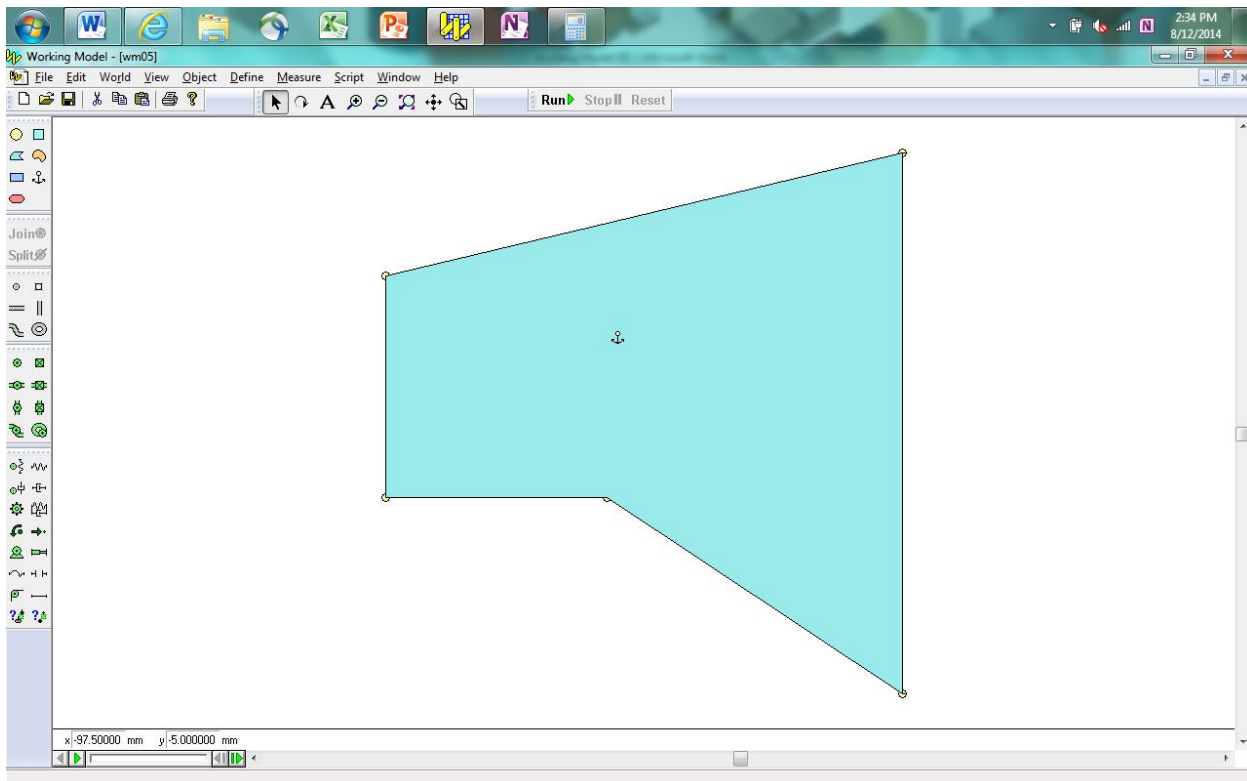 2:34 PM
8/12/2014
Working Model - [wm05]
File Edit World View Object Define Measure Script Window Help
A Run Stop Reset
Join
Split
x -97.50000 mm y -5.000000 mm